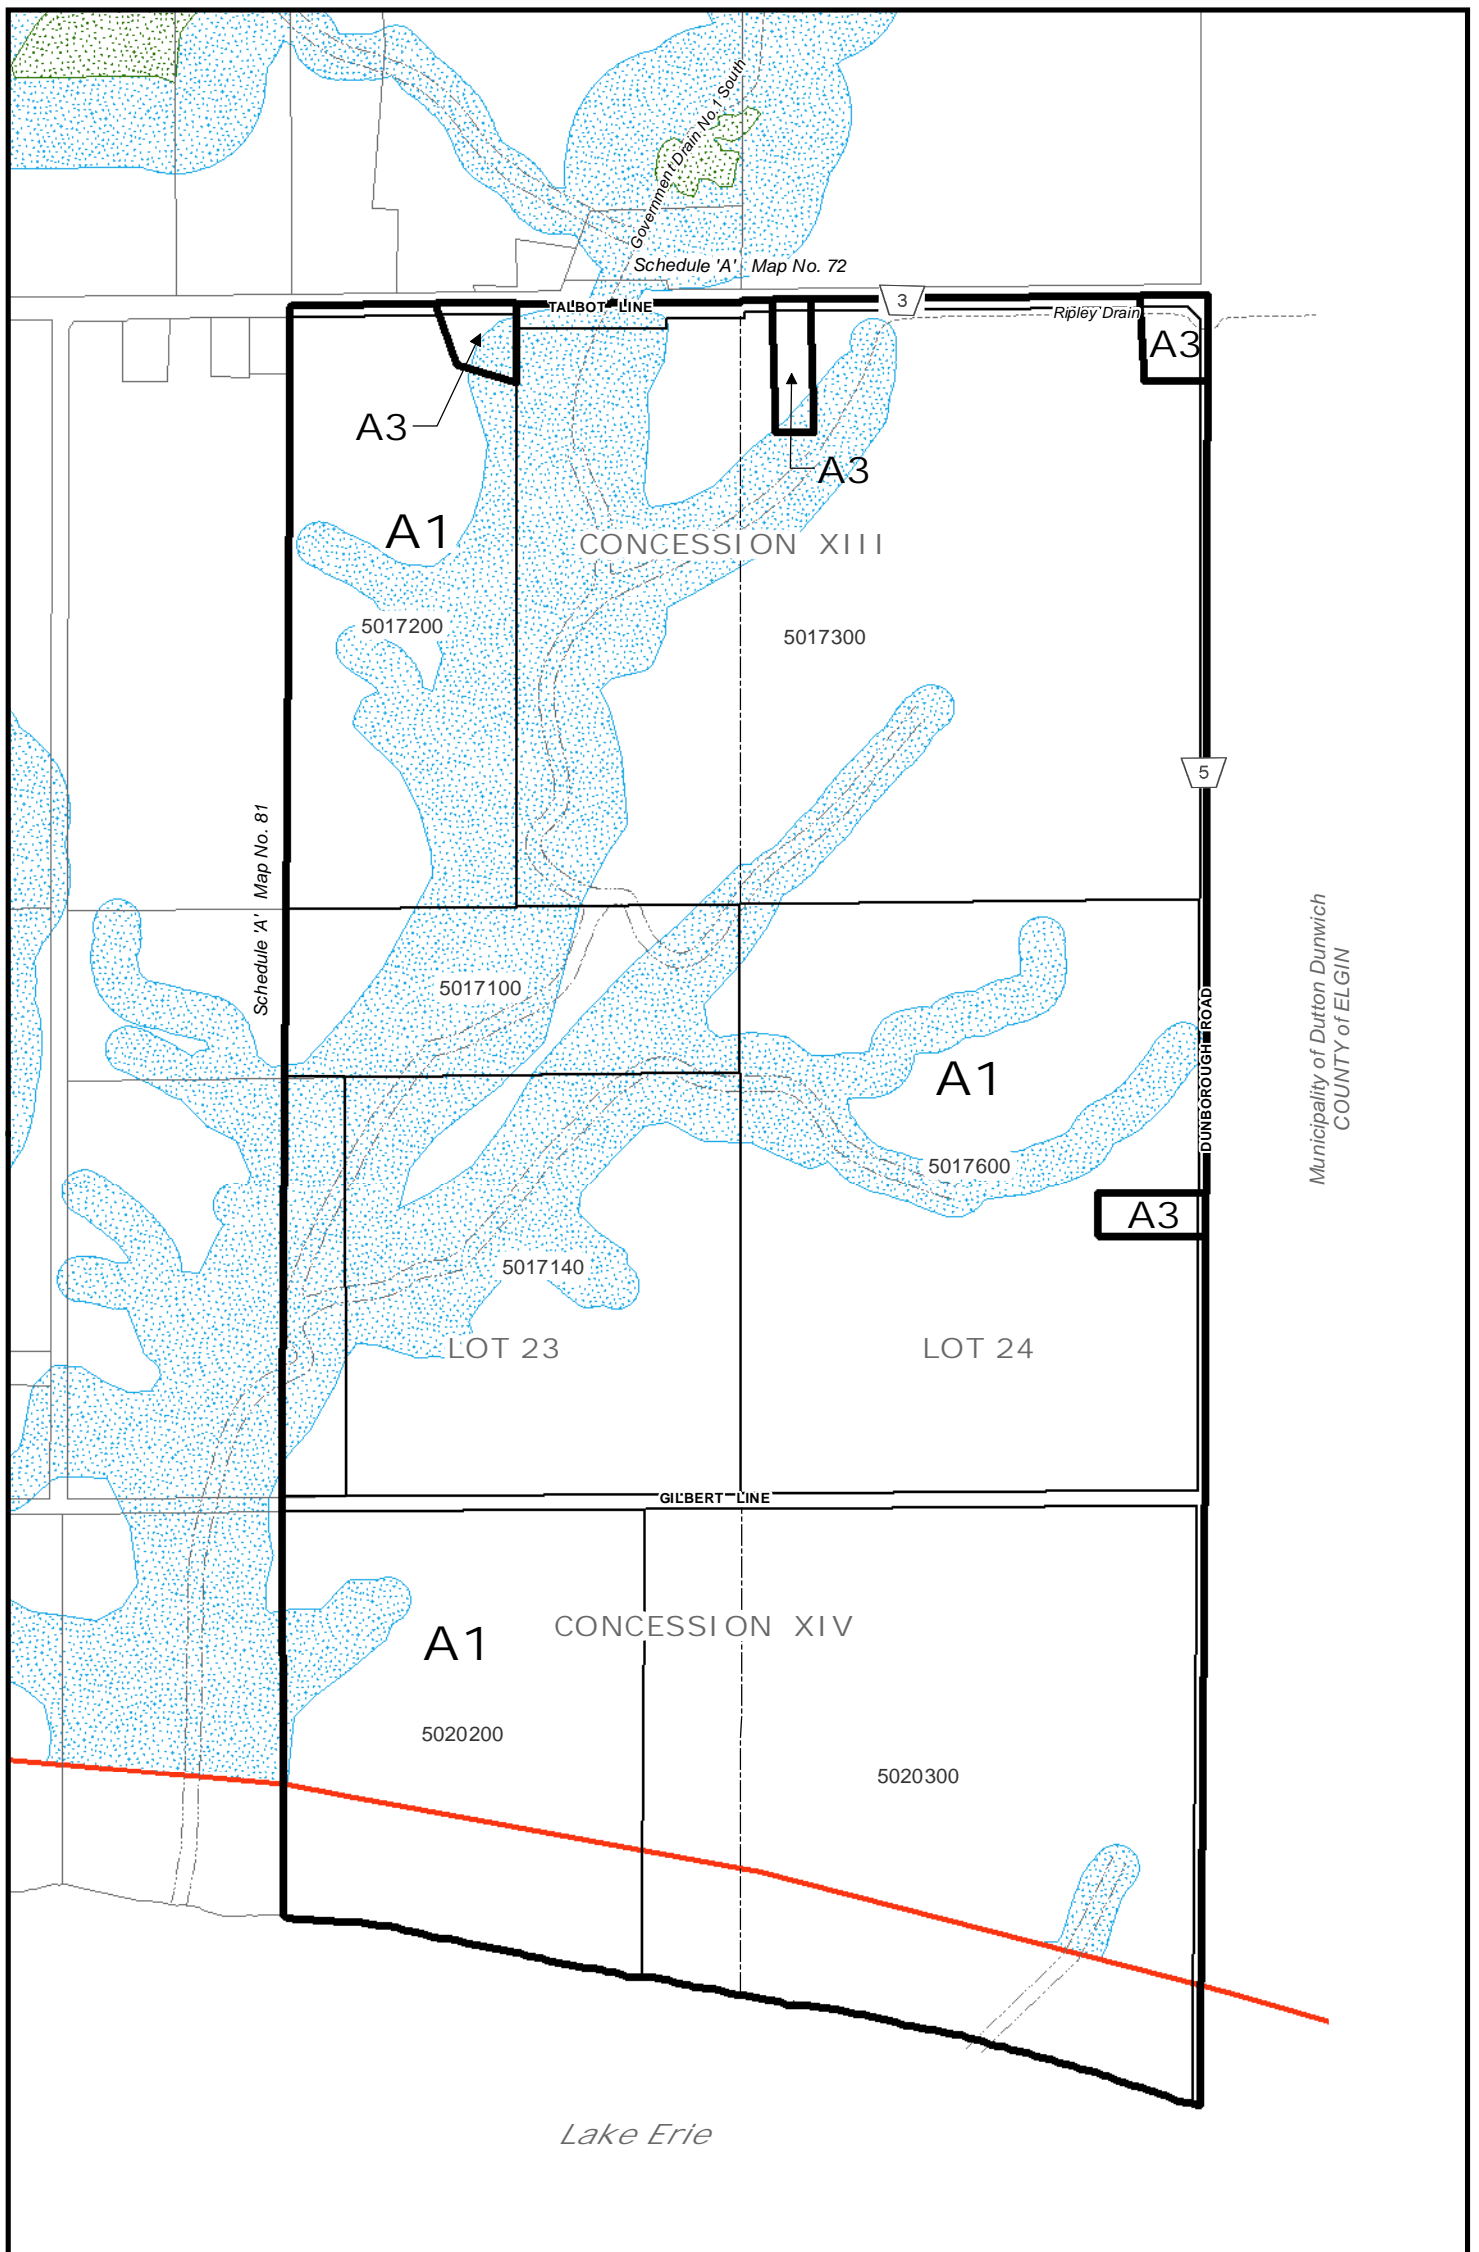 Government Drain No.1 South
Schedule 'A' Map No. 72
TALBOT LINE
3
Ripley Drain
A3
A3
A3
A1
CONCESSION XIII
5017200
5017300
5
Schedule 'A' Map No. 81
5017100
Municipality of Dutton Dunwich
COUNTY of ELGIN
DUNBOROUGH ROAD
A1
5017600
A3
5017140
LOT 23
LOT 24
GILBERT LINE
CONCESSION XIV
A1
5020200
5020300
Lake Erie